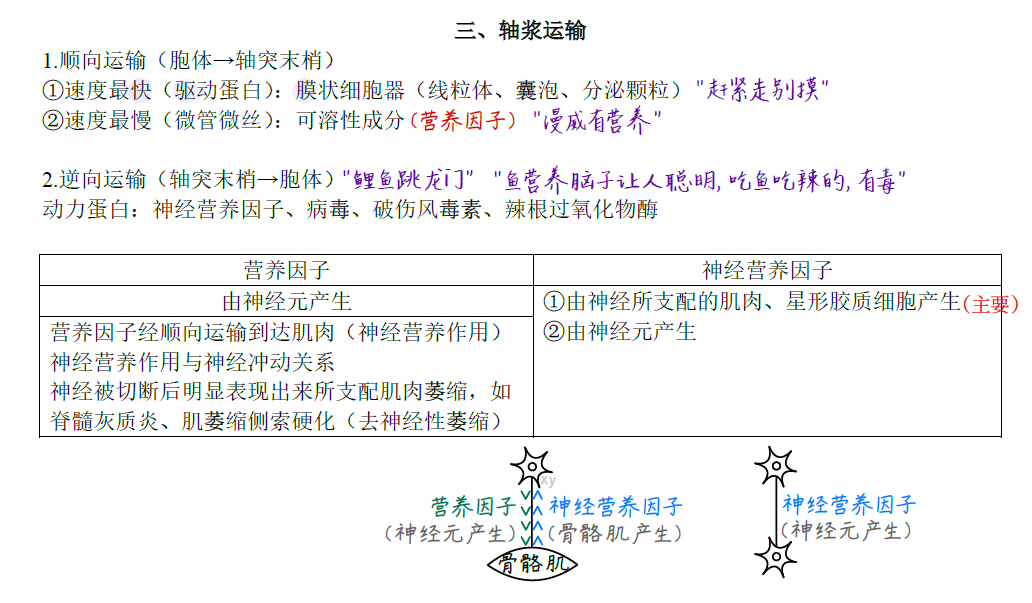 三、轴浆运输
1.顺向运输（胞体→轴突末梢）
①速度最快（驱动蛋白）：膜状细胞器（线粒体、囊泡、分泌颗粒）"赶紧走别摸"
②速度最慢（微管微丝）：可溶性成分(营养因子) "漫威有营养"
2.逆向运输（轴突末梢→胞体）"鲤鱼跳龙门" "鱼营养脑子让人聪明,吃鱼吃辣的,有毒"
动力蛋白：神经营养因子、病毒、破伤风毒素、辣根过氧化物酶
营养因子
神经营养因子
由神经元产生
①由神经所支配的肌肉、星形胶质细胞产生(主要)
②由神经元产生
营养因子经顺向运输到达肌肉（神经营养作用）
神经营养作用与神经冲动关系
神经被切断后明显表现出来所支配肌肉萎缩，如
脊髓灰质炎、肌萎缩侧索硬化（去神经性萎缩）
xy
营养因子
(神经元产生)
神经营养因子
(骨骼肌产生)
骨骼肌
神经营养因子
(神经元产生)